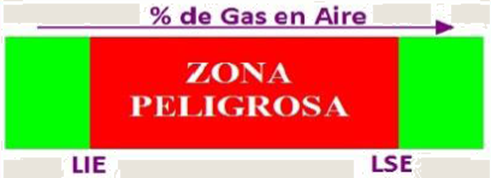 % de Gas en Aire
ZONA
PELIGROSA
LIE LSE